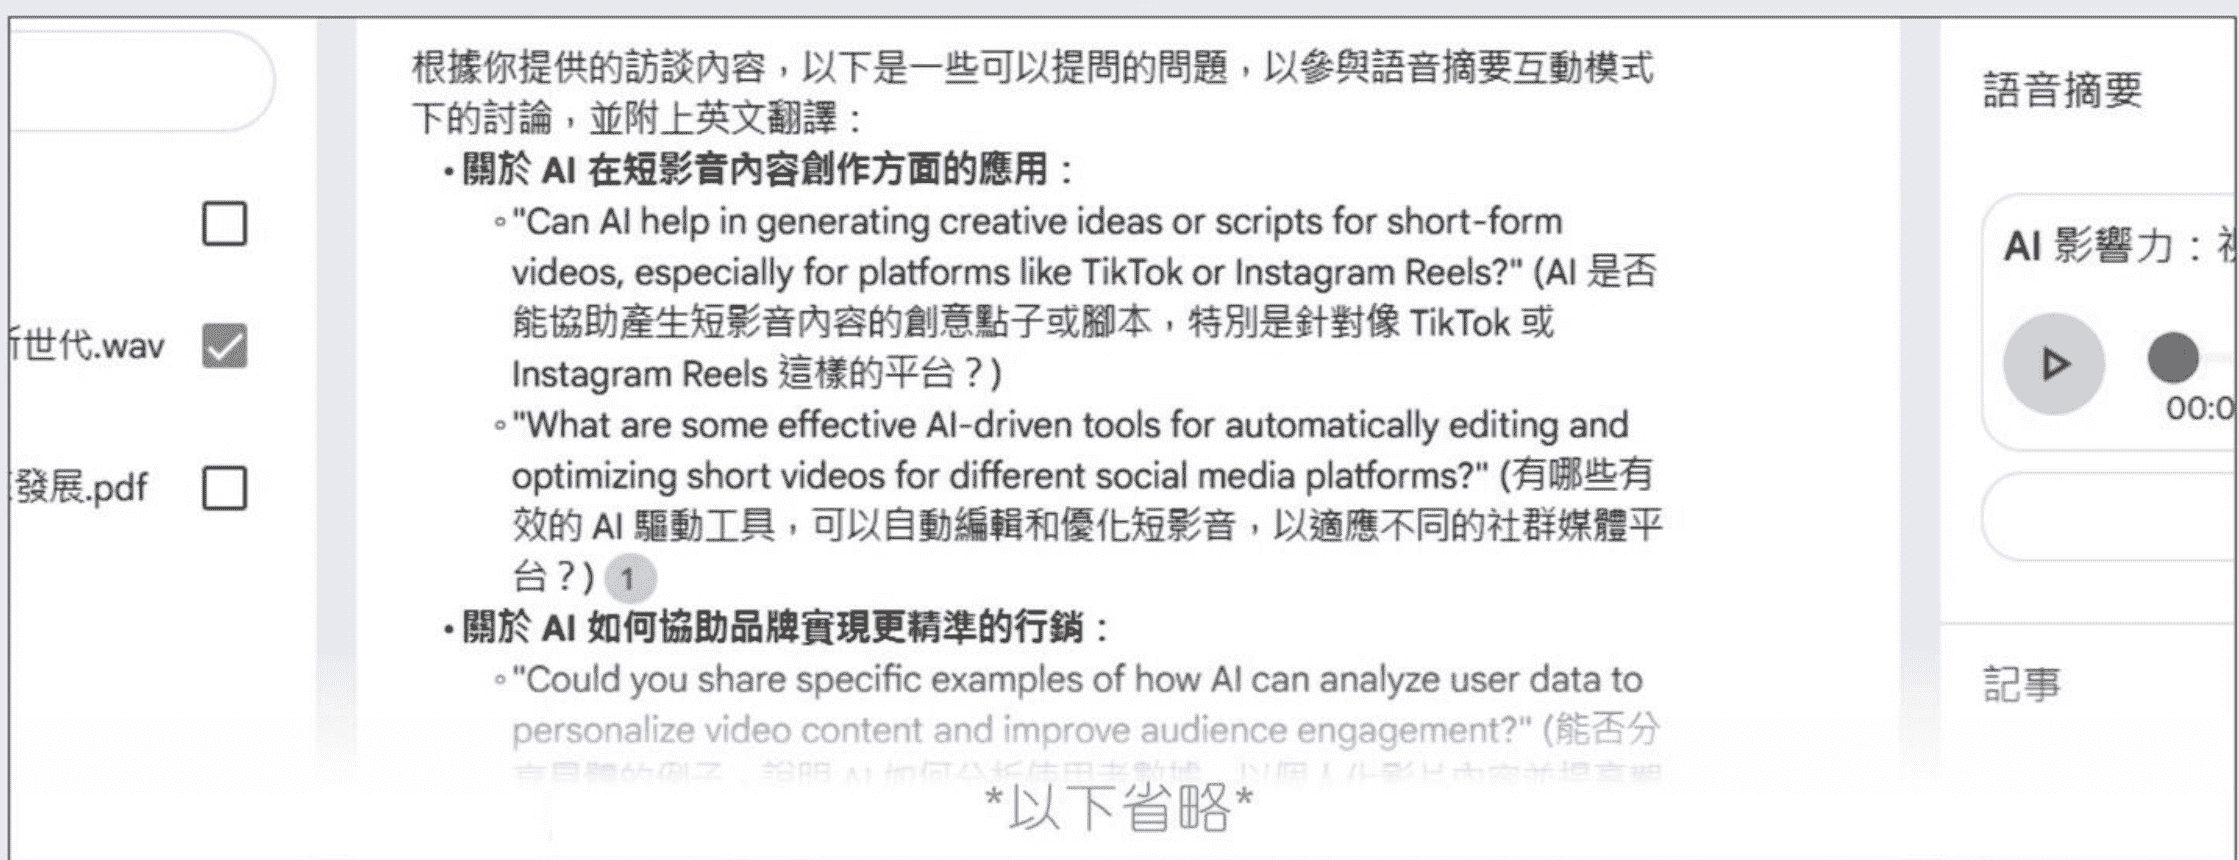 根據你提供的訪談內容，以下是一些可以提問的問題，以參與語音摘要互動模式
下的討論，並附上英文翻譯：
• 關於 AI 在短影音內容創作方面的應用：
◦ "Can AI help in generating creative ideas or scripts for short-form
videos, especially for platforms like TikTok or Instagram Reels?" (AI 是否
能協助產生短影音內容的創意點子或腳本，特別是針對像 TikTok 或
Instagram Reels 這樣的平台？)
◦ "What are some effective AI-driven tools for automatically editing and
optimizing short videos for different social media platforms?" (有哪些有
效的 AI 驅動工具，可以自動編輯和優化短影音，以適應不同的社群媒體平
台？) 1
• 關於 AI 如何協助品牌實現更精準的行銷：
◦ "Could you share specific examples of how AI can analyze user data to
personalize video content and improve audience engagement?" (能否分
*以下省略*
世代.wav
發展.pdf
語音摘要
AI 影響力：
00:0
記事